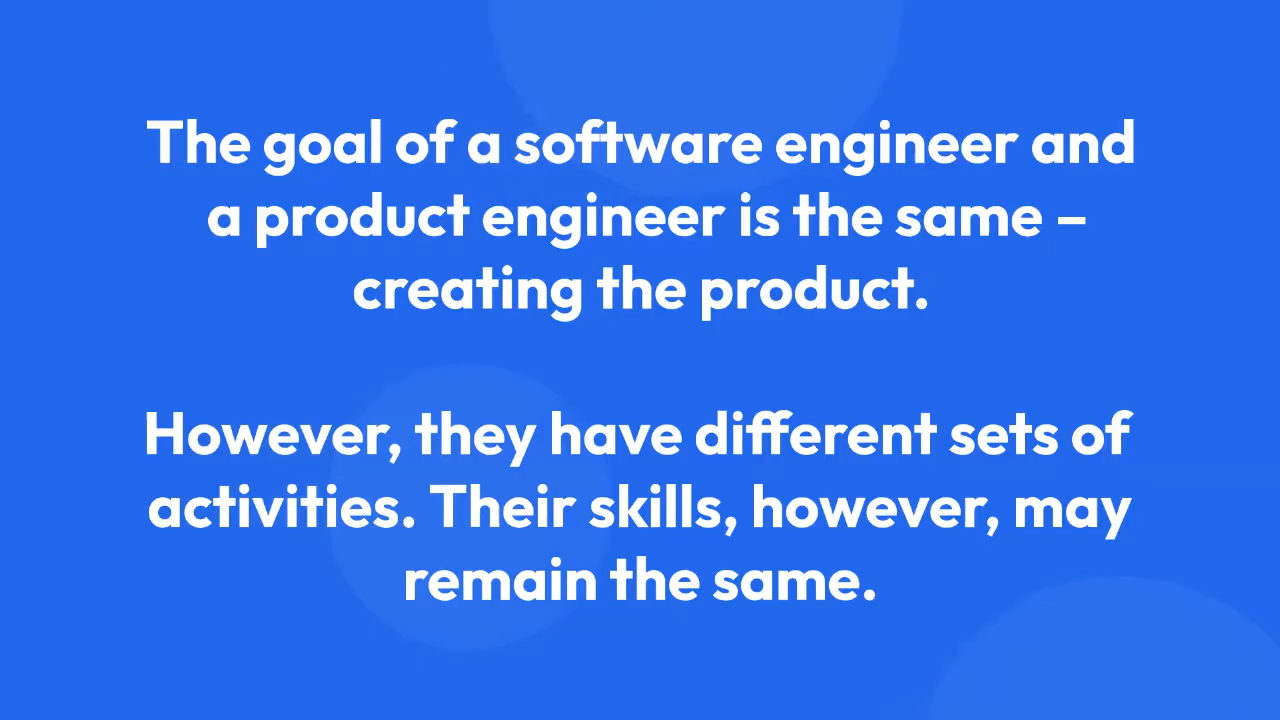 The goal of a software engineer and
a product engineer is the same –
creating the product.
However, they have different sets of
activities. Their skills, however, may
remain the same.